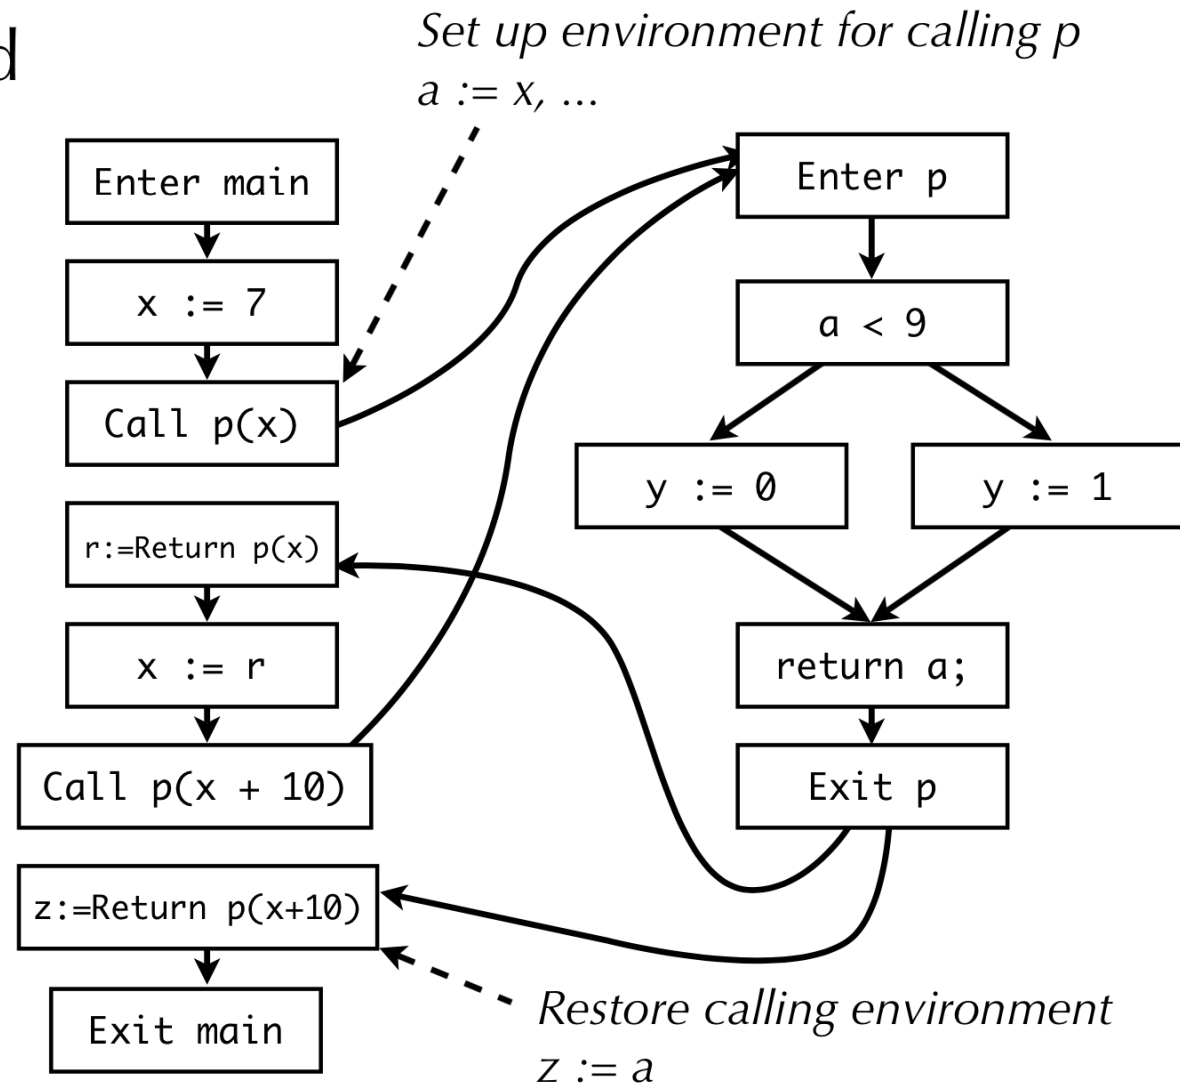 d
Set up environment for calling p
a := x, ...
Enter main
x := 7
Call p(x)
r:=Return p(x)
x := r
Call p(x + 10)
z:=Return p(x+10)
Exit main
Enter p
a < 9
y := 0
y := 1
return a;
Exit p
Restore calling environment
z := a